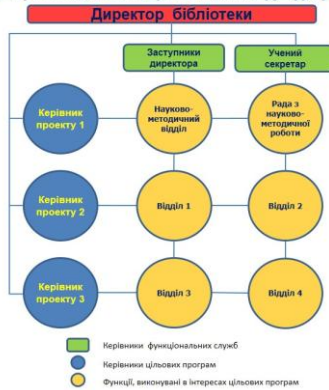 Директор бібліотеки
Заступники
директора
Учений
секретар
Керівник
проекту 1
Науково-
методичний
відділ
Рада з
науково-
методичної
роботи
Керівник
проекту 2
Відділ 1
Відділ 2
Керівник
проекту 3
Відділ 3
Відділ 4
Керівники функціональних служб
Керівники цільових програм
Функції, виконувані в інтересах цільових програм